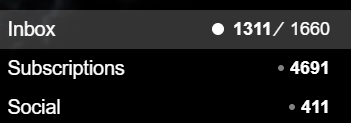 Inbox 1311 / 1660
Subscriptions 4691
Social 411